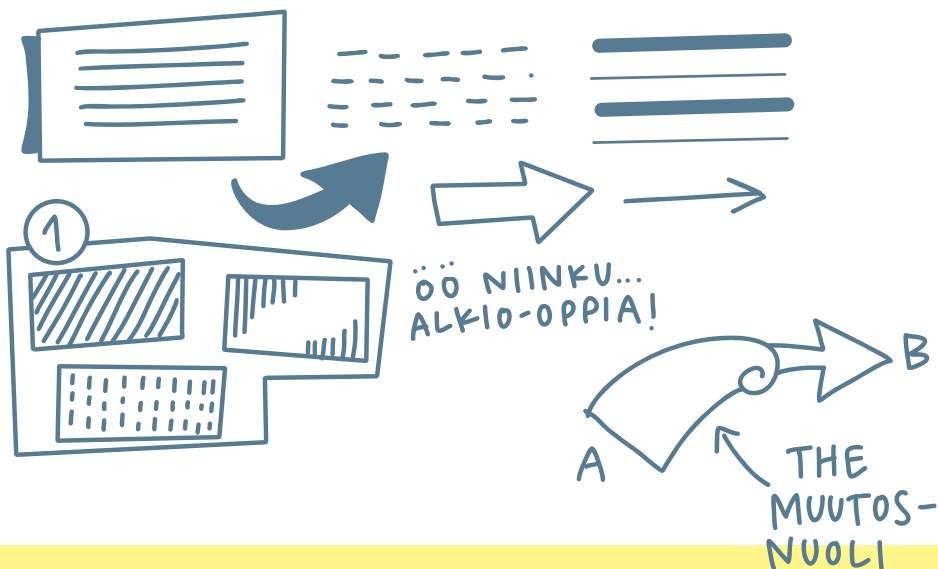 1
ÖÖ NIINKU...
ALKIO-OPPIA!
B
A
THE
MUUTOS-
NUOLI